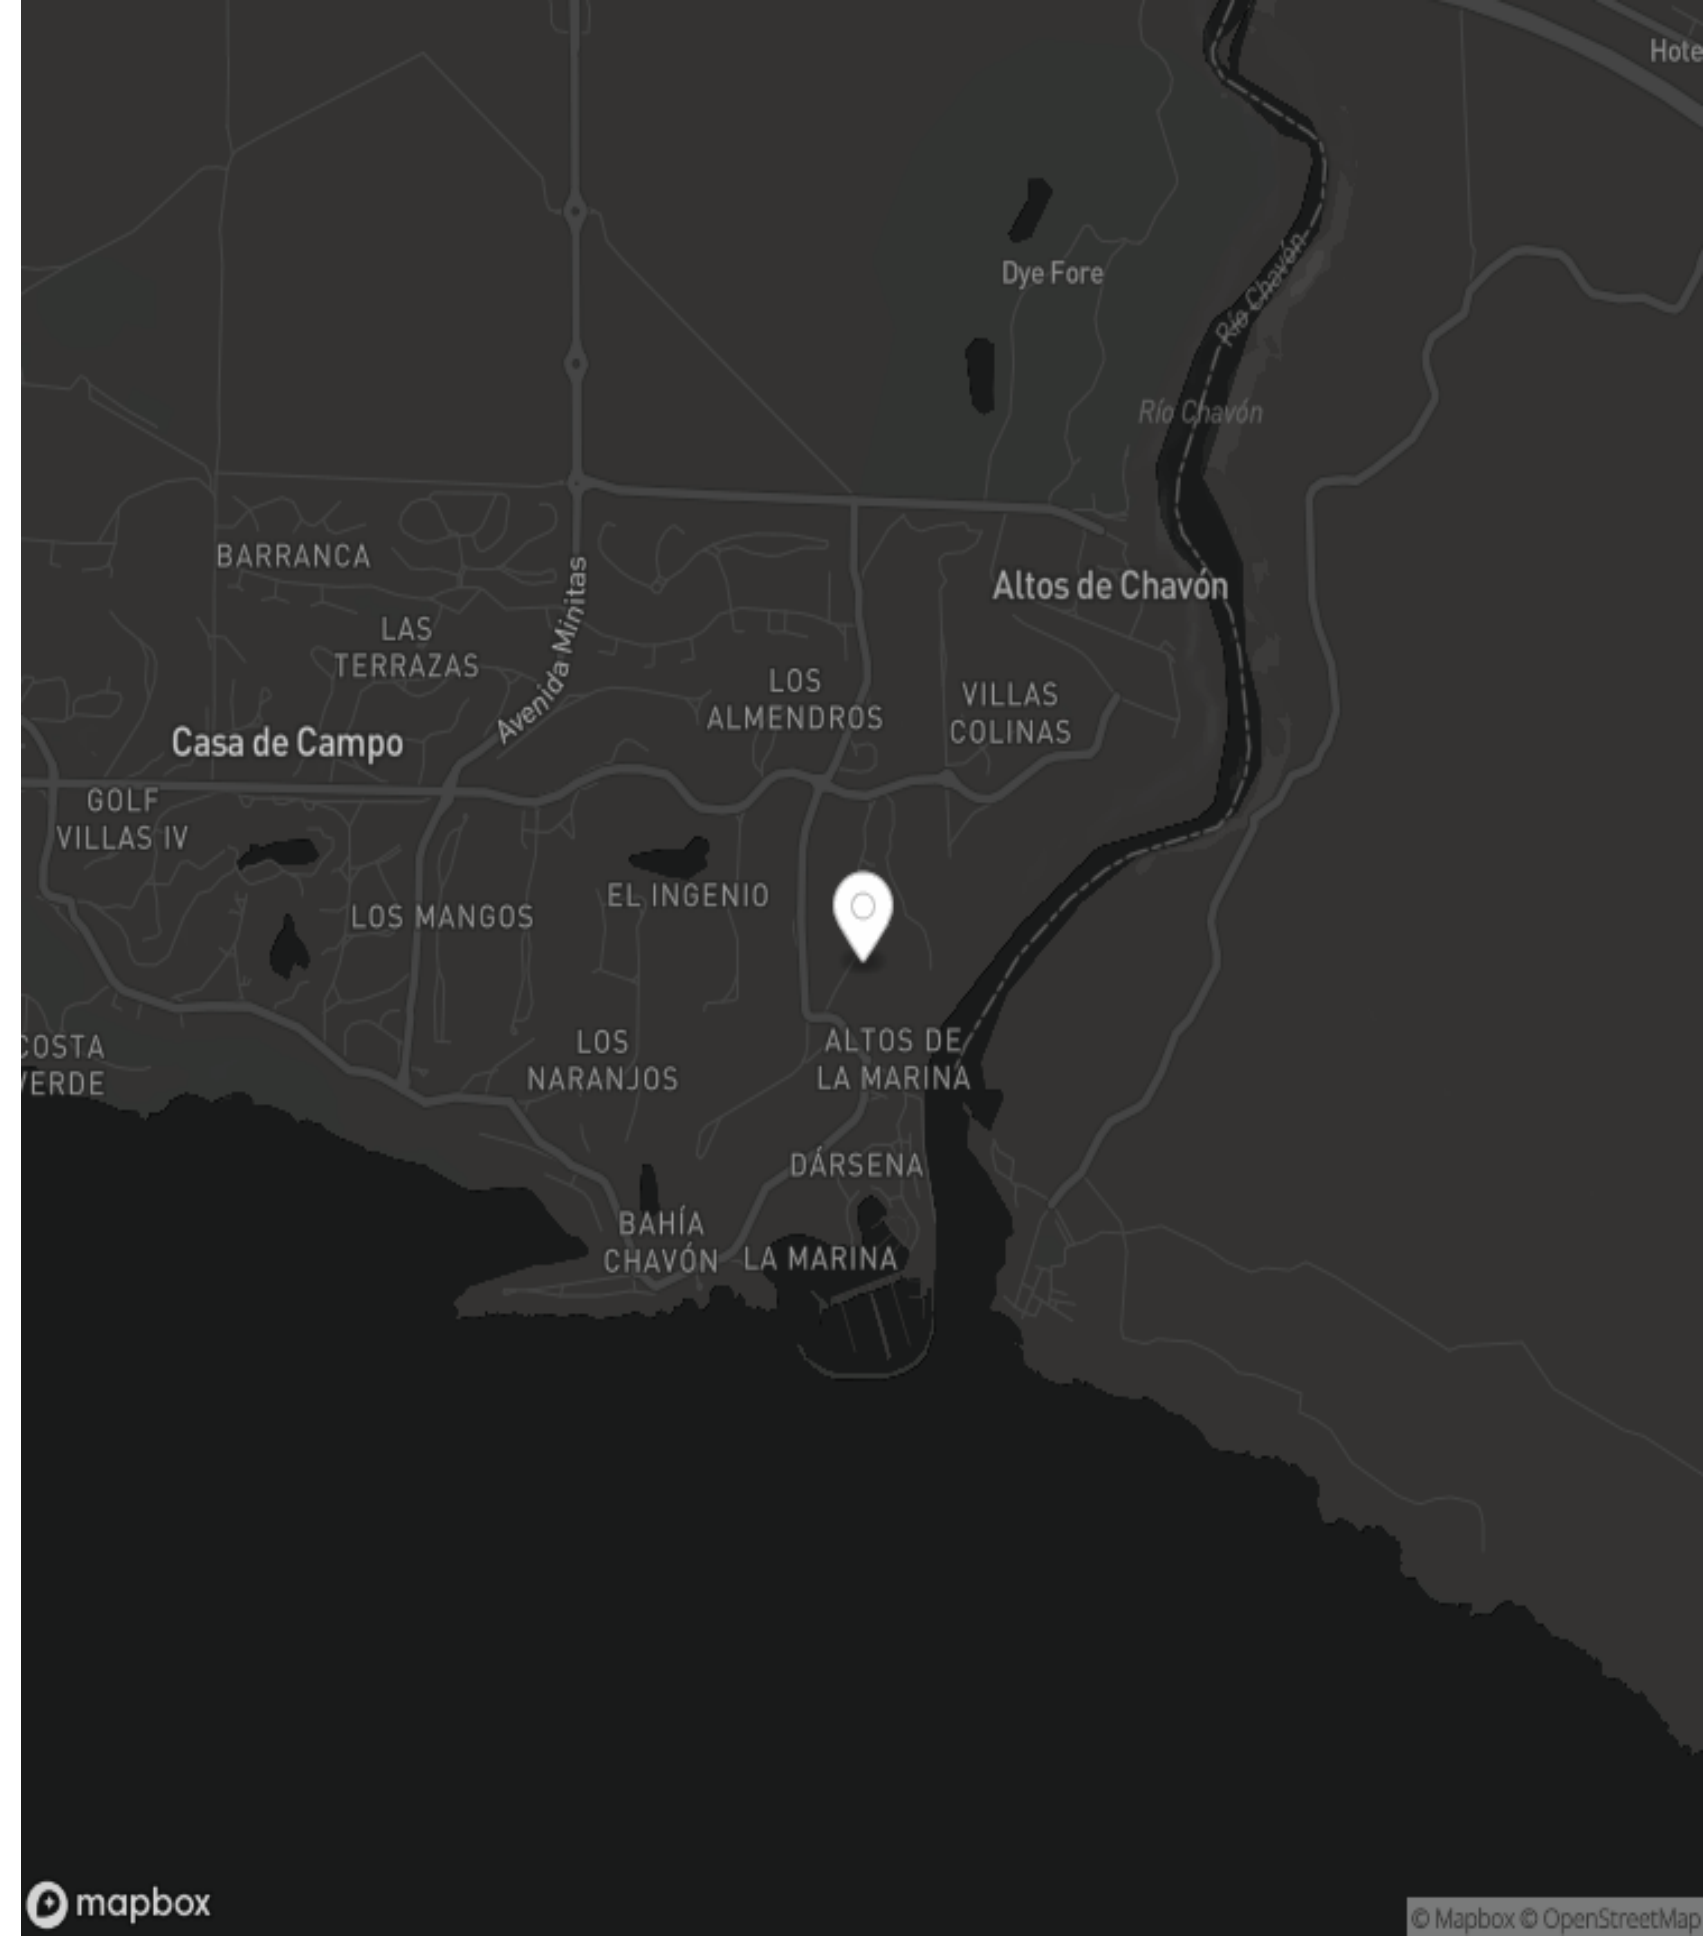 Hote
Dye Fore
Río Chavón
Río Chavón
BARRANCA
Altos de Chavón
Avenida Minitas
LAS
TERRAZAS
LOS
ALMENDROS
VILLAS
COLINAS
Casa de Campo
GOLF
VILLAS IV
EL INGENIO
LOS MANGOS
COSTA
VERDE
LOS
NARANJOS
ALTOS DE
LA MARINA
DÁRSENA
BAHÍA
CHAVÓN
LA MARINA
mapbox
© Mapbox © OpenStreetMap